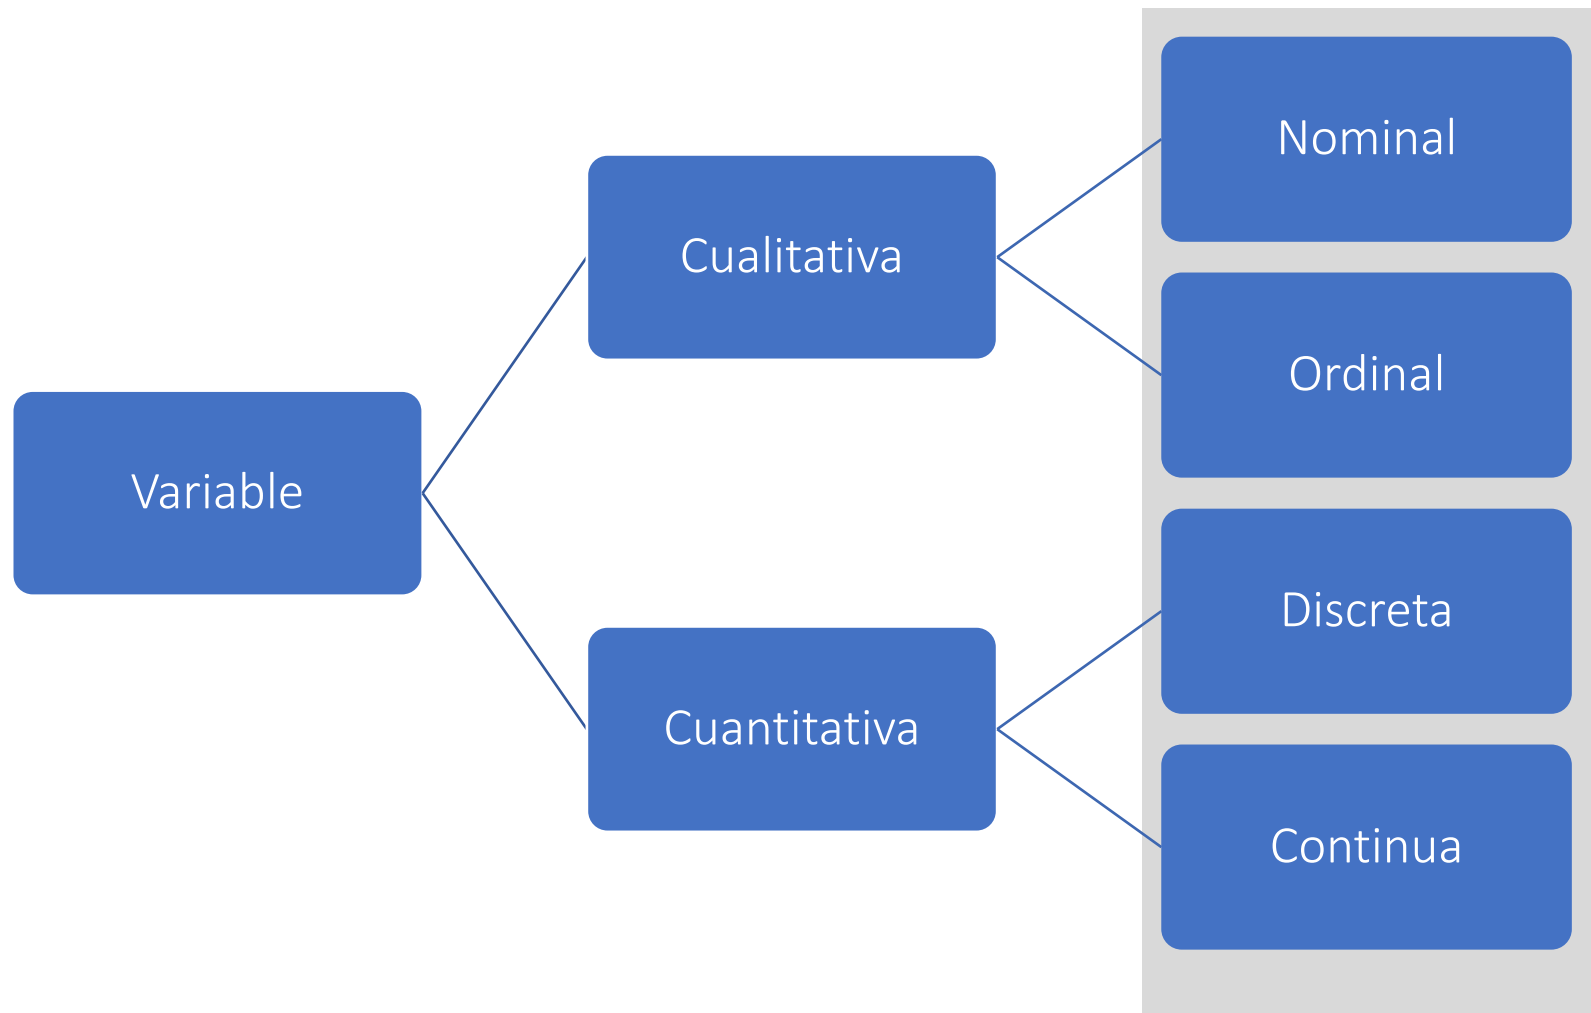 Variable
Cualitativa
Nominal
Ordinal
Cuantitativa
Discreta
Continua